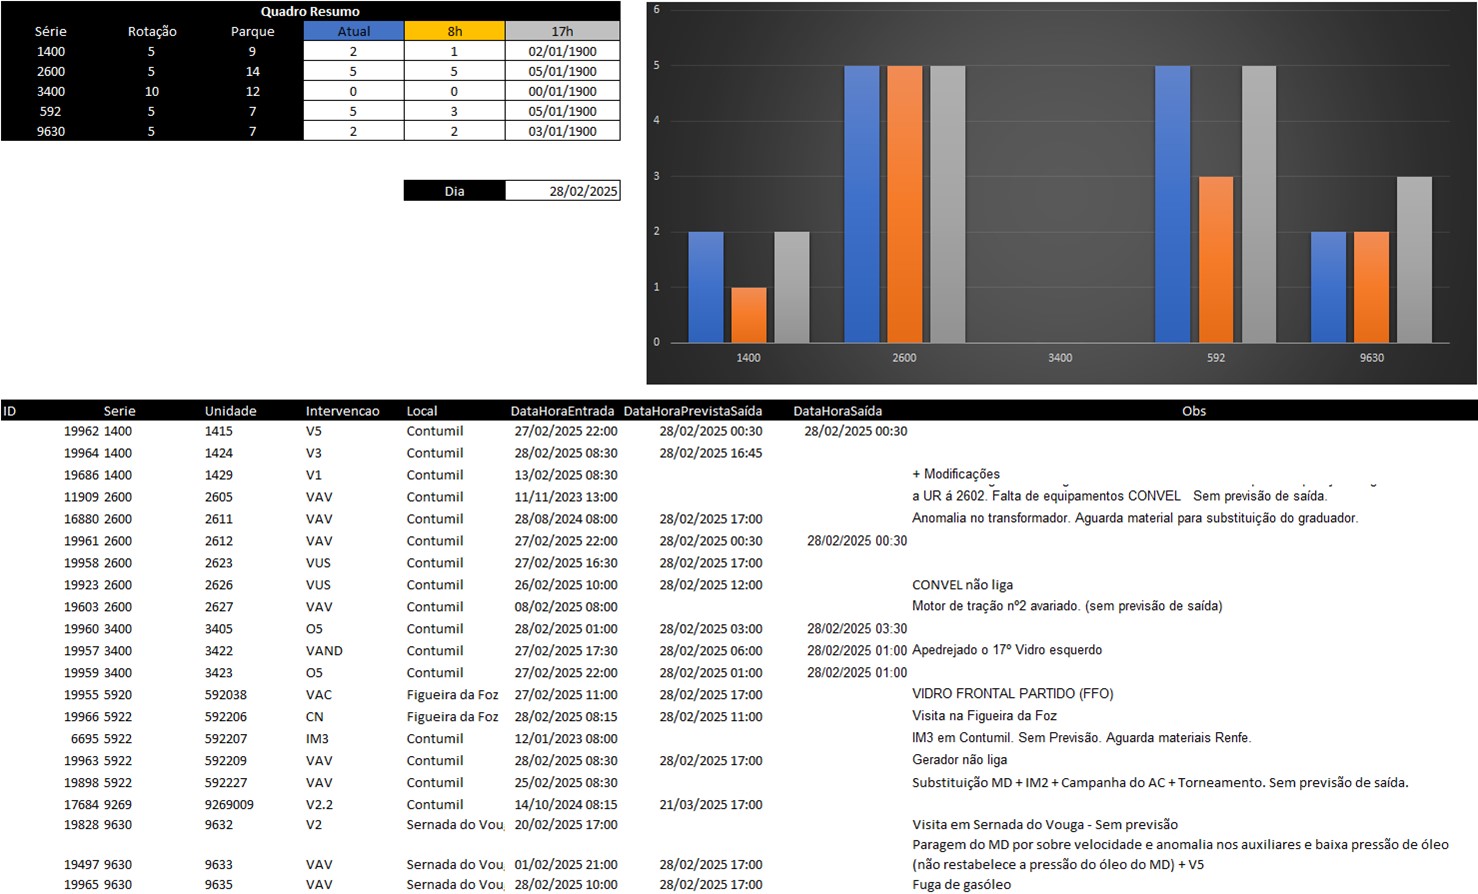 Quadro Resumo
Série Rotação Parque Atual 8h 17h
1400 5 9 2 1 02/01/1900
2600 5 14 5 5 05/01/1900
3400 10 12 0 0 00/01/1900
592 5 7 5 3 05/01/1900
9630 5 7 2 2 03/01/1900
Dia 28/02/2025
6
5
4
3
2
1
0
1400 2600 3400 592 9630
ID Serie Unidade Intervencao Local DataHoraEntrada DataHoraPrevistaSaída DataHoraSaída Obs
19962 1400 1415 V5 Contumil 27/02/2025 22:00 28/02/2025 00:30 28/02/2025 00:30
19964 1400 1424 V3 Contumil 28/02/2025 08:30 28/02/2025 16:45
19686 1400 1429 V1 Contumil 13/02/2025 08:30 + Modificações
11909 2600 2605 VAV Contumil 11/11/2023 13:00 a UR á 2602. Falta de equipamentos CONVEL Sem previsão de saída.
16880 2600 2611 VAV Contumil 28/08/2024 08:00 28/02/2025 17:00 Anomalia no transformador. Aguarda material para substituição do graduador.
19961 2600 2612 VAV Contumil 27/02/2025 22:00 28/02/2025 00:30 28/02/2025 00:30
19958 2600 2623 VUS Contumil 27/02/2025 16:30 28/02/2025 17:00
19923 2600 2626 VUS Contumil 26/02/2025 10:00 28/02/2025 12:00 CONVEL não liga
19603 2600 2627 VAV Contumil 08/02/2025 08:00 Motor de tração nº2 avariado. (sem previsão de saída)
19960 3400 3405 O5 Contumil 28/02/2025 01:00 28/02/2025 03:00 28/02/2025 03:30
19957 3400 3422 VAND Contumil 27/02/2025 17:30 28/02/2025 06:00 28/02/2025 01:00 Apedrejado o 17º Vidro esquerdo
19959 3400 3423 O5 Contumil 27/02/2025 22:00 28/02/2025 01:00 28/02/2025 01:00
19955 5920 592038 VAC Figueira da Foz 27/02/2025 11:00 28/02/2025 17:00 VIDRO FRONTAL PARTIDO (FFO)
19966 5922 592206 CN Figueira da Foz 28/02/2025 08:15 28/02/2025 11:00 Visita na Figueira da Foz
6695 5922 592207 IM3 Contumil 12/01/2023 08:00 IM3 em Contumil. Sem Previsão. Aguarda materiais Renfe.
19963 5922 592209 VAV Contumil 28/02/2025 08:30 28/02/2025 17:00 Gerador não liga
19898 5922 592227 VAV Contumil 25/02/2025 08:30 Substituição MD + IM2 + Campanha do AC + Torneamento. Sem previsão de saída.
17684 9269 9269009 V2.2 Contumil 14/10/2024 08:15 21/03/2025 17:00
19828 9630 9632 V2 Sernada do Vou 20/02/2025 17:00 Visita em Sernada do Vouga - Sem previsão
Paragem do MD por sobre velocidade e anomalia nos auxiliares e baixa pressão de óleo
19497 9630 9633 VAV Sernada do Vou 01/02/2025 21:00 28/02/2025 17:00 (não restabelece a pressão do óleo do MD) + V5
19965 9630 9635 VAV Sernada do Vou 28/02/2025 10:00 28/02/2025 17:00 Fuga de gasóleo